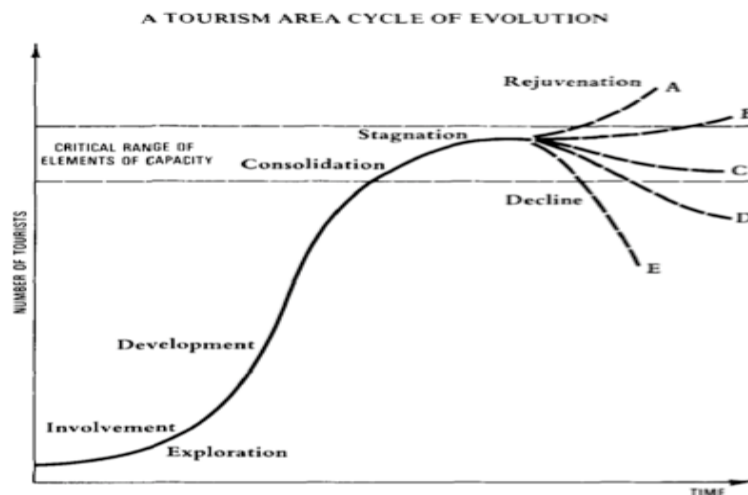 A TOURISM AREA CYCLE OF EVOLUTION
Rejuvenation
A
B
CRITICAL RANGE OF
ELEMENTS OF CAPACITY
Stagnation
Consolidation
C
Decline
D
E
NUMBER OF TOURISTS
Development
Involvement
Exploration
TIME